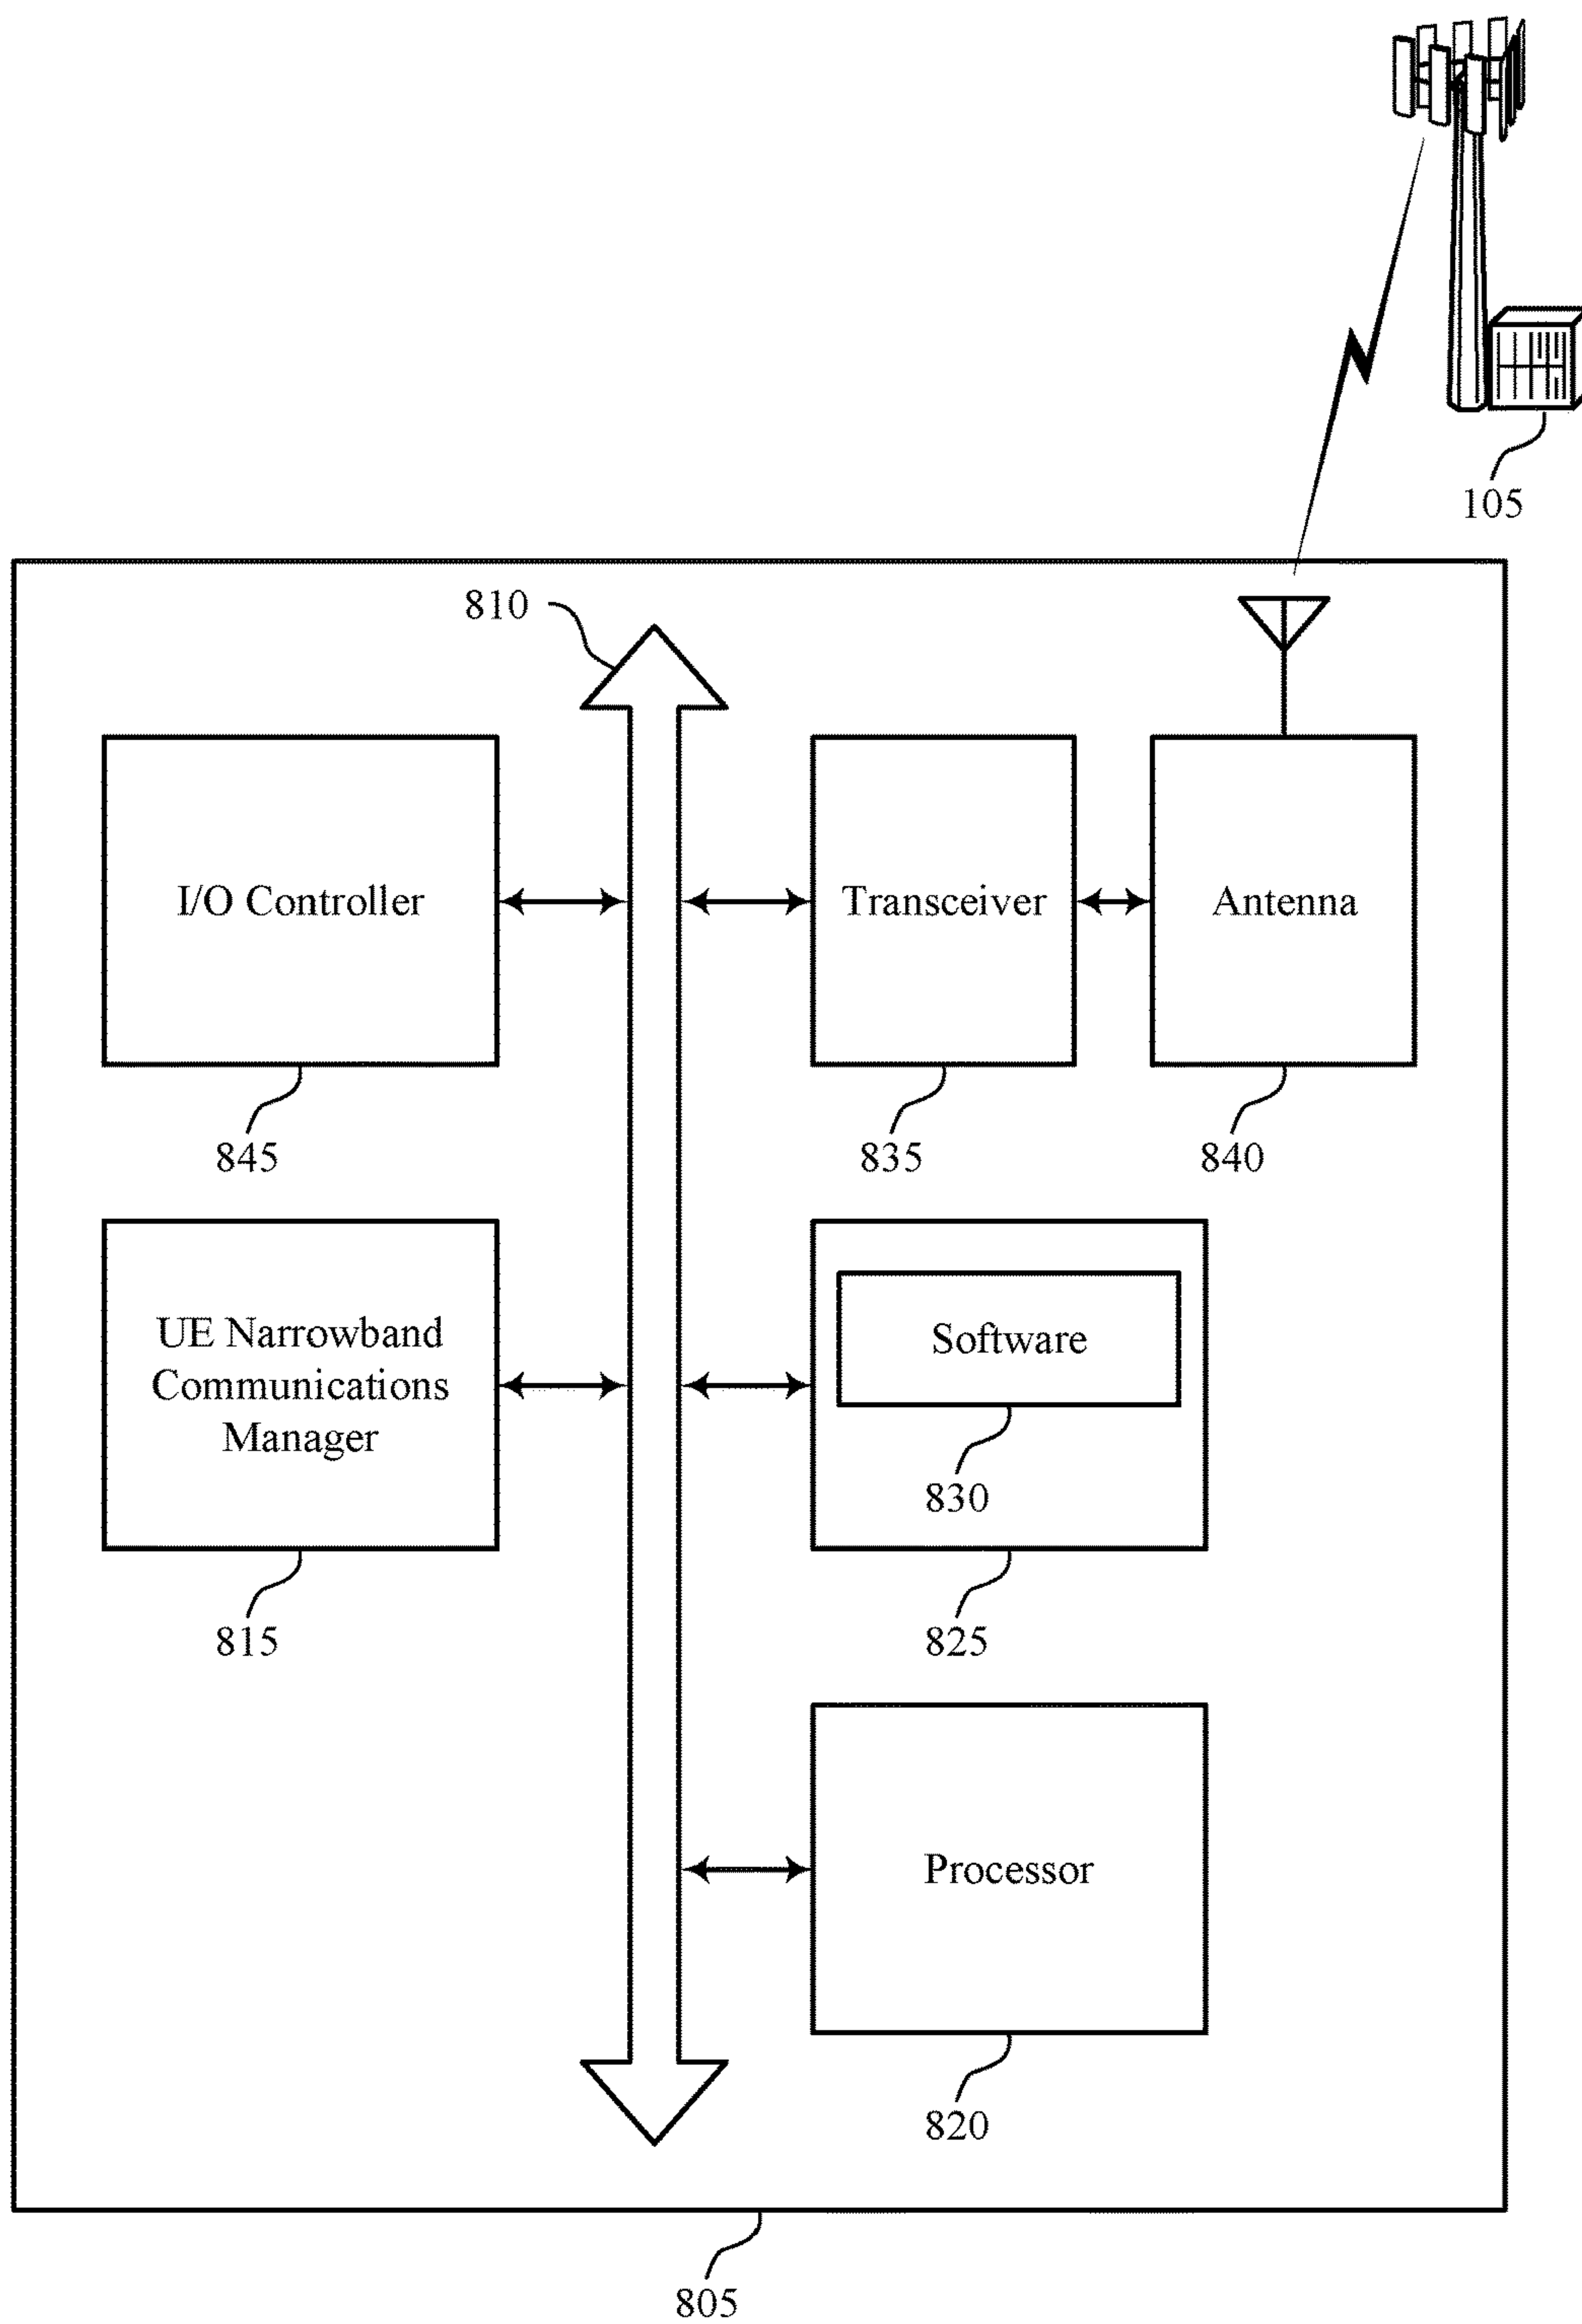 105
810
I/O Controller
Transceiver
Antenna
845
835
840
UE Narrowband
Communications
Manager
Software
830
815
825
Processor
820
805